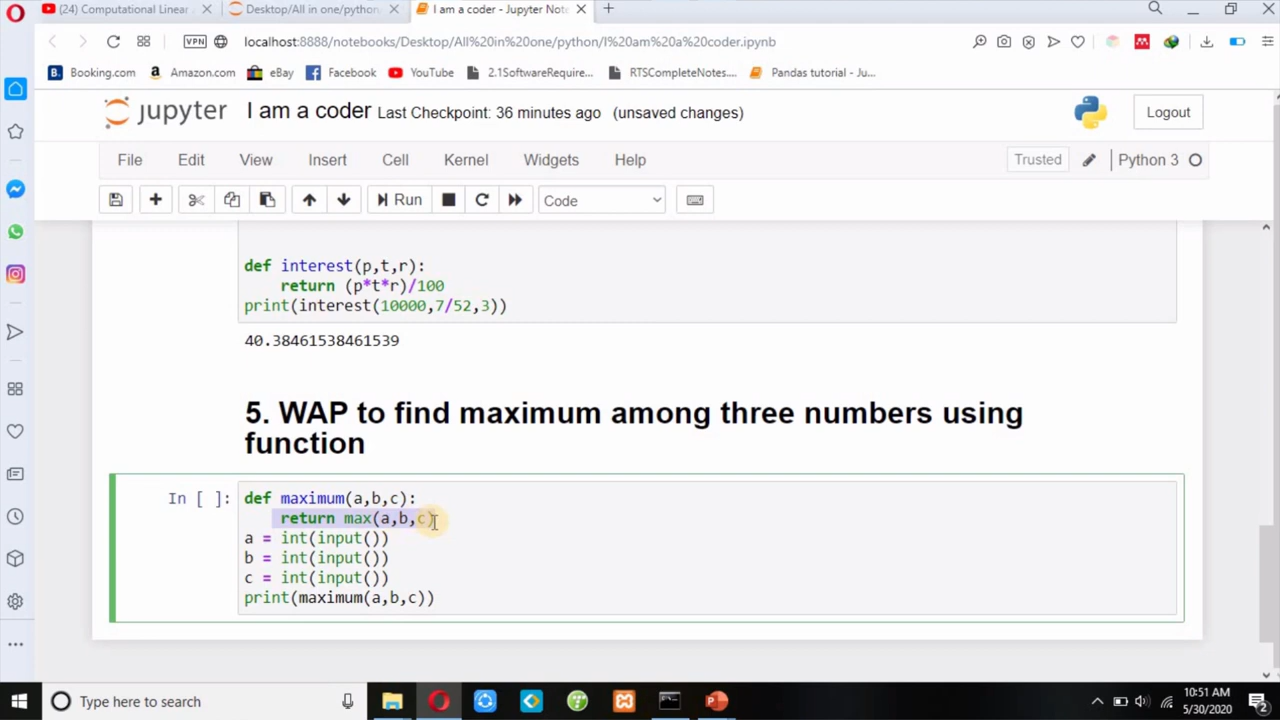 (24) Computational Linear
Desktop/All in one/python
I am a coder - Jupyter Not
VPN
localhost:8888/notebooks/Desktop/All%20in%20one/python/I%20am%20a%20coder.ipynb
Booking.com
Amazon.com
eBay
Facebook
YouTube
2.1SoftwareRequire...
RTSCompleteNotes....
Pandas tutorial - Ju...
jupyter
I am a coder Last Checkpoint: 36 minutes ago (unsaved changes)
Logout
File Edit View Insert Cell Kernel Widgets Help
Trusted
Python 3
Run
Code
def interest(p,t,r):
return (p*t*r)/100
print(interest(10000,7/52,3))
40.38461538461539
5. WAP to find maximum among three numbers using
function
In [ ]:
def maximum(a,b,c):
return max(a,b,c)
a = int(input())
b = int(input())
c = int(input())
print(maximum(a,b,c))
Type here to search
10:51 AM
5/30/2020
2